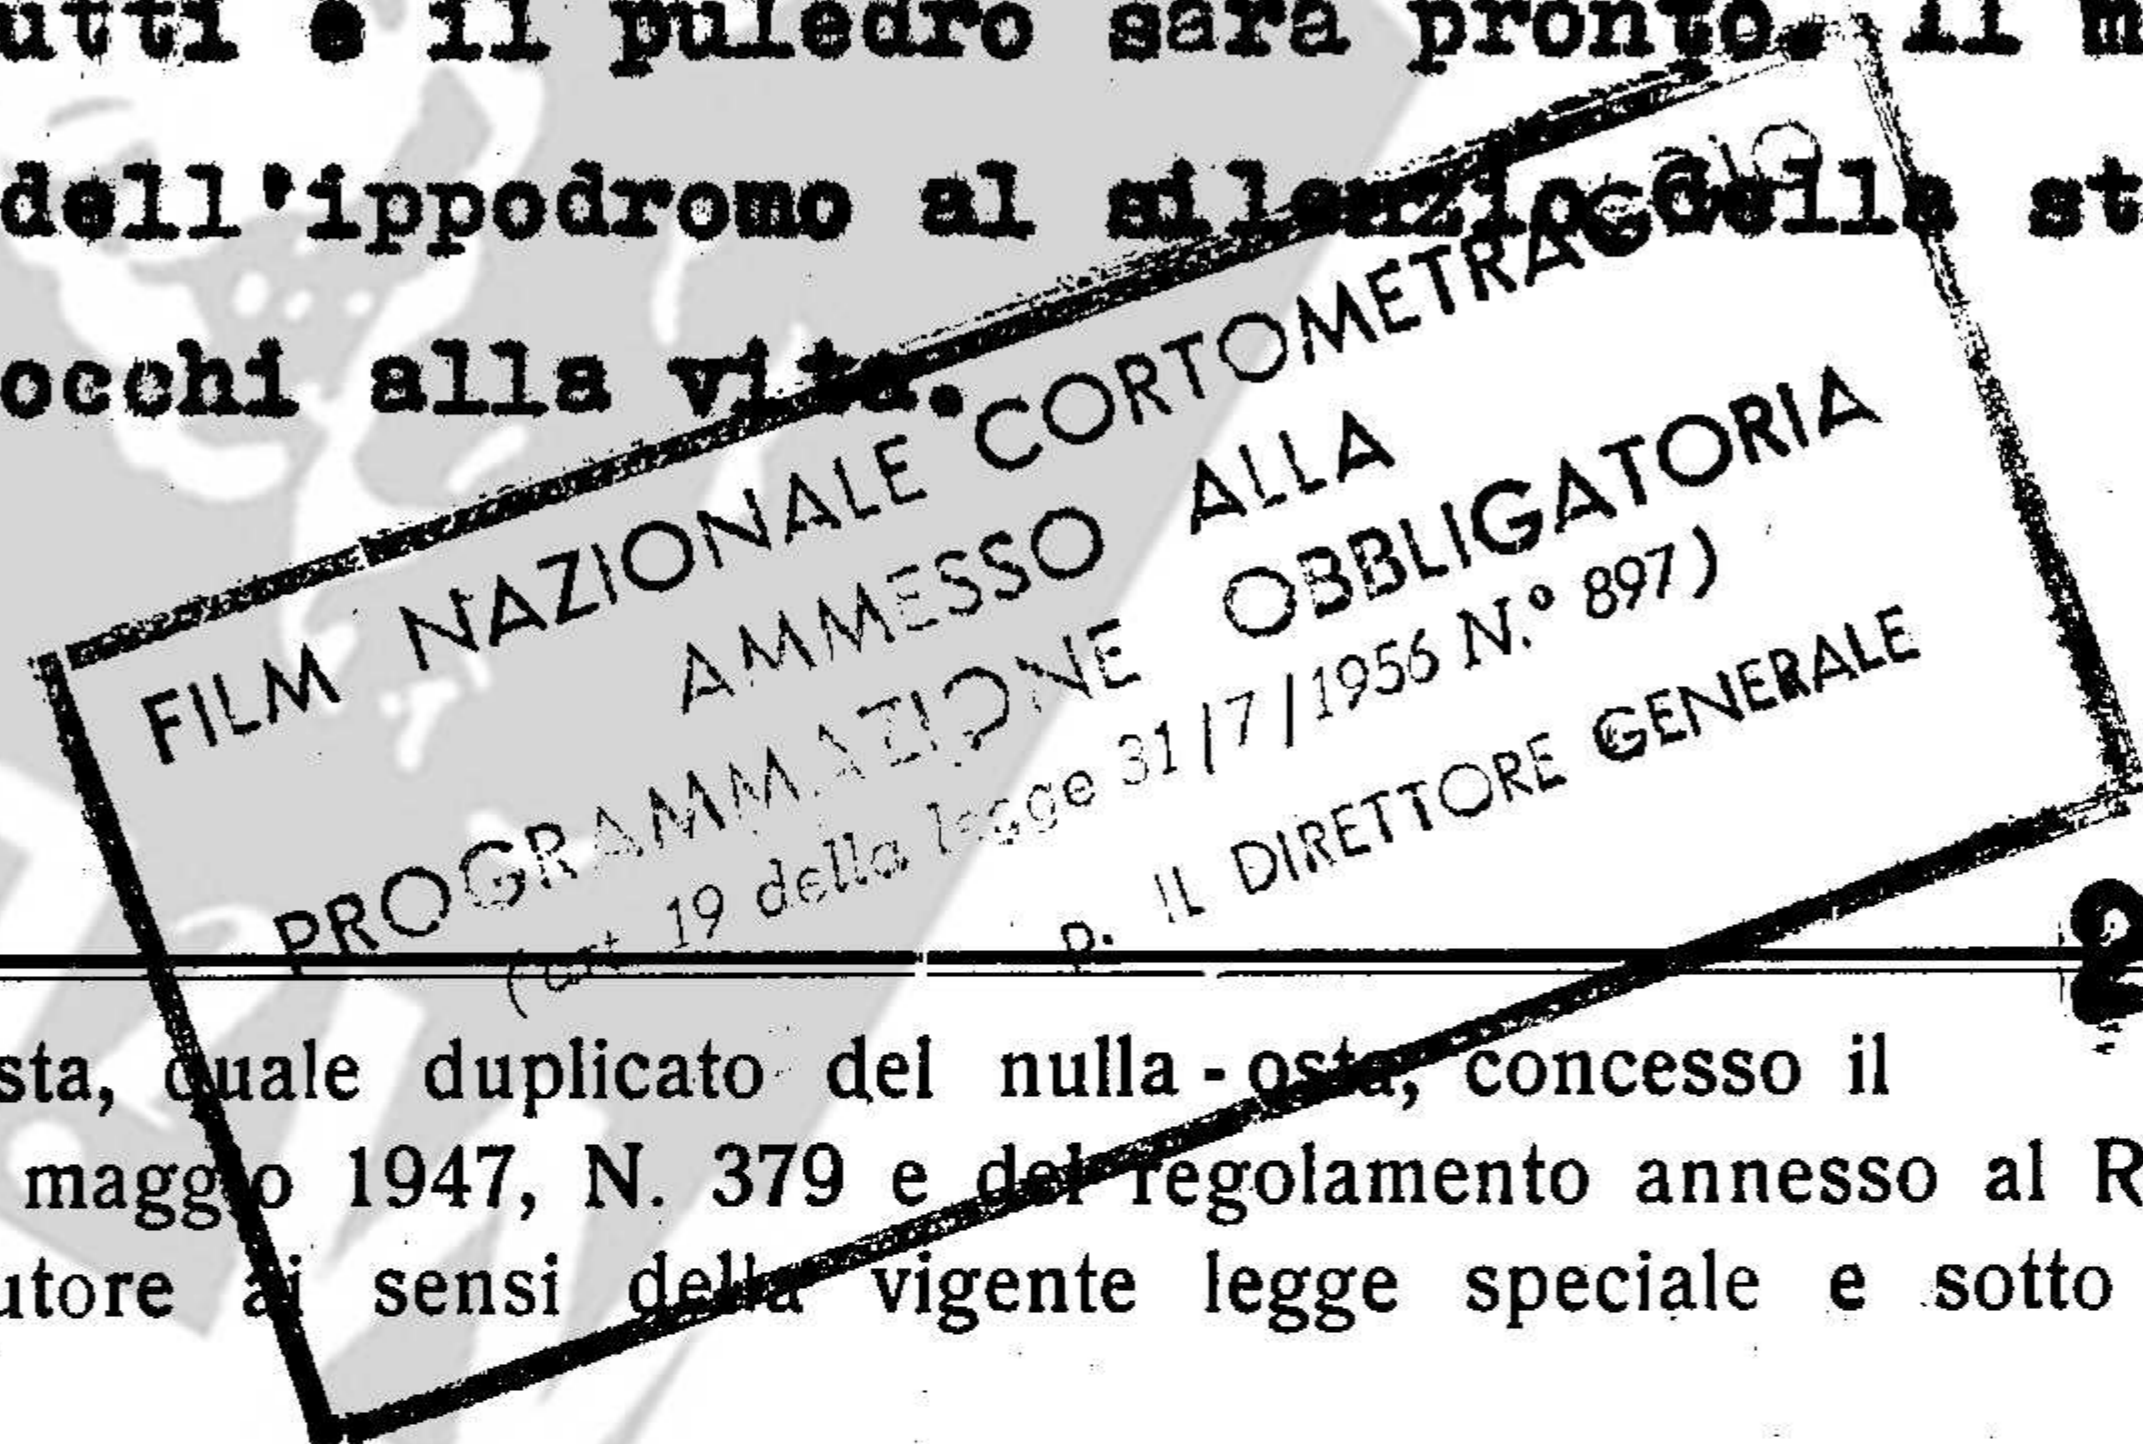 utti e il puledro sarà pronto. Il m
dell'ippodromo al silenzio della st
occhi alla vita.
FILM NAZIONALE CORTOMETRAGGIO
AMMESSO ALLA
PROGRAMMAZIONE OBBLIGATORIA
(art 19 della legge 31/7/1956 N.° 897)
p. IL DIRETTORE GENERALE
2
sta, quale duplicato del nulla-osta, concesso il
maggio 1947, N. 379 e del regolamento annesso al R
utore ai sensi della vigente legge speciale e sotto